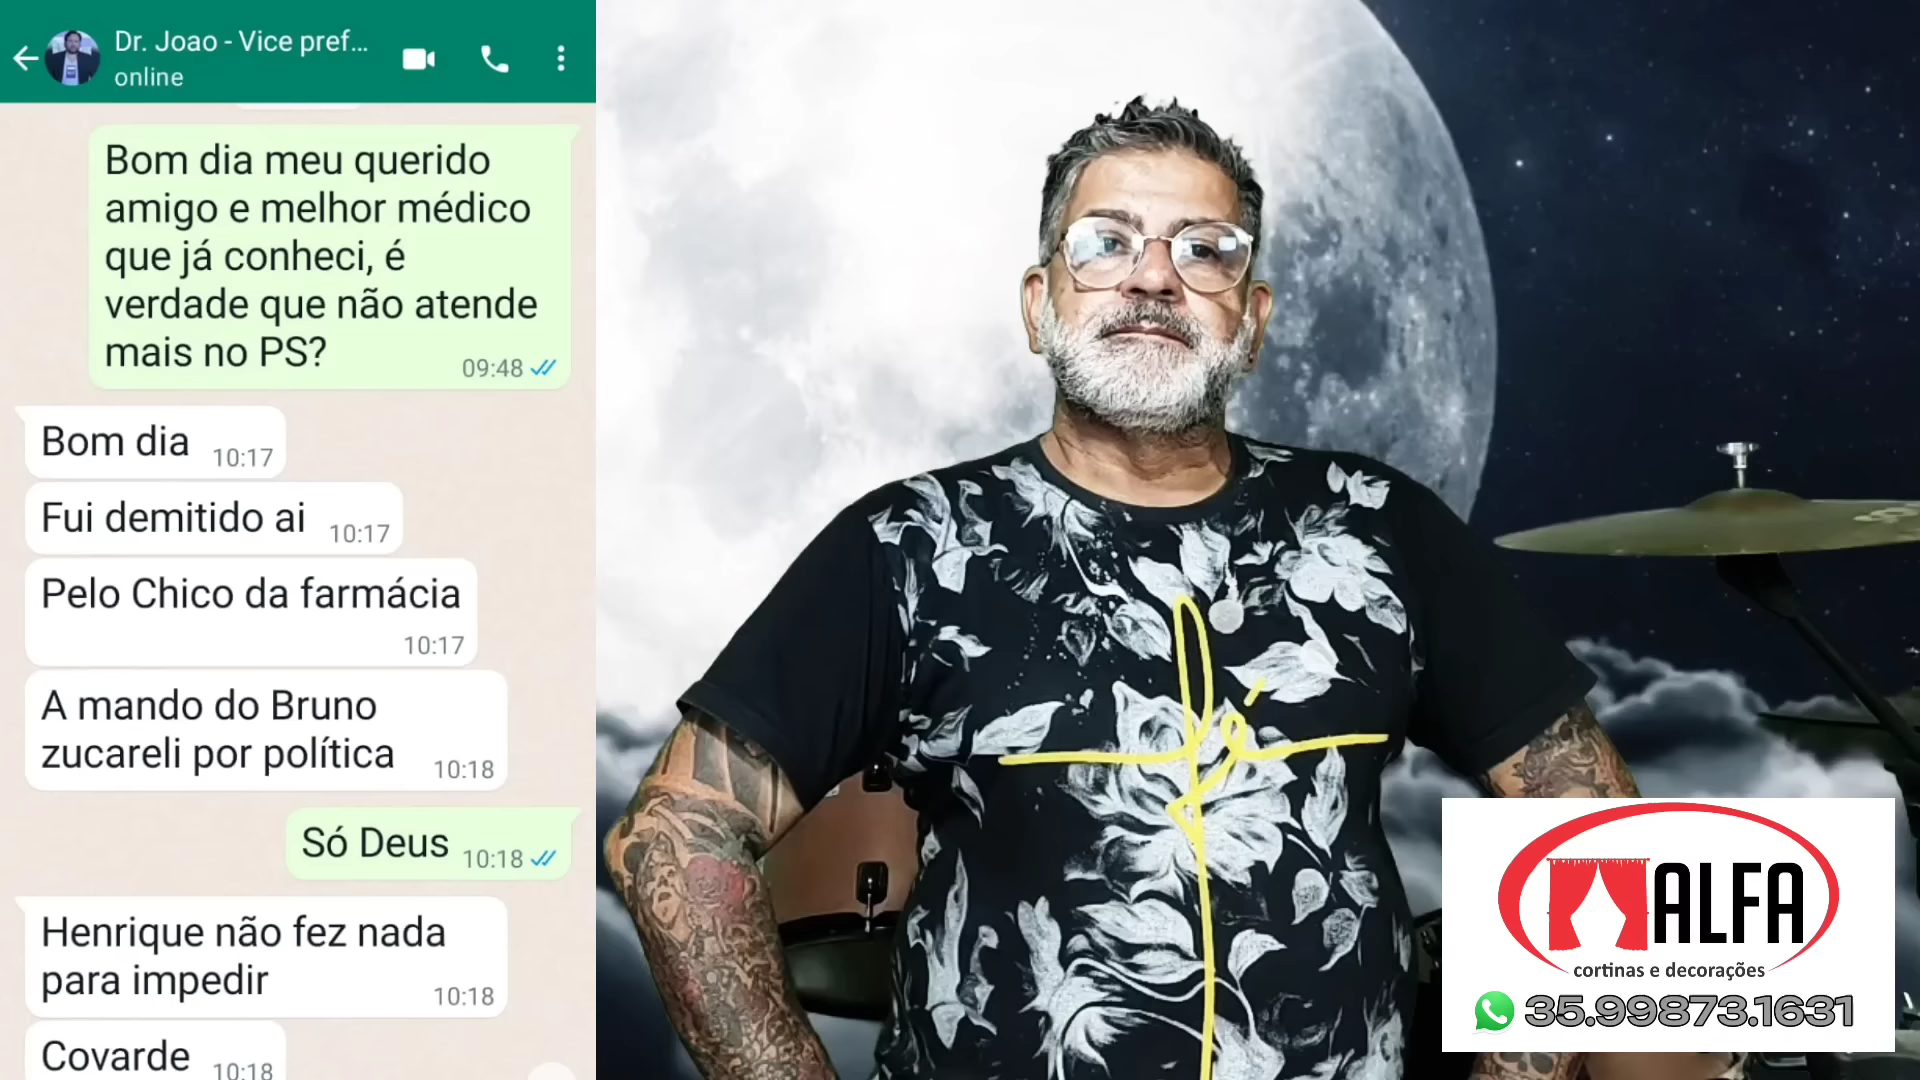 Dr. Joao - Vice pref...
online
Bom dia meu querido
amigo e melhor médico
que já conheci, é
verdade que não atende
mais no PS?
09:48
Bom dia 10:17
Fui demitido ai 10:17
Pelo Chico da farmácia
10:17
A mando do Bruno
zucareli por política 10:18
Só Deus 10:18
Henrique não fez nada
para impedir 10:18
Covarde 10:18
fé
ALFA
cortinas e decorações
35.99873.1631